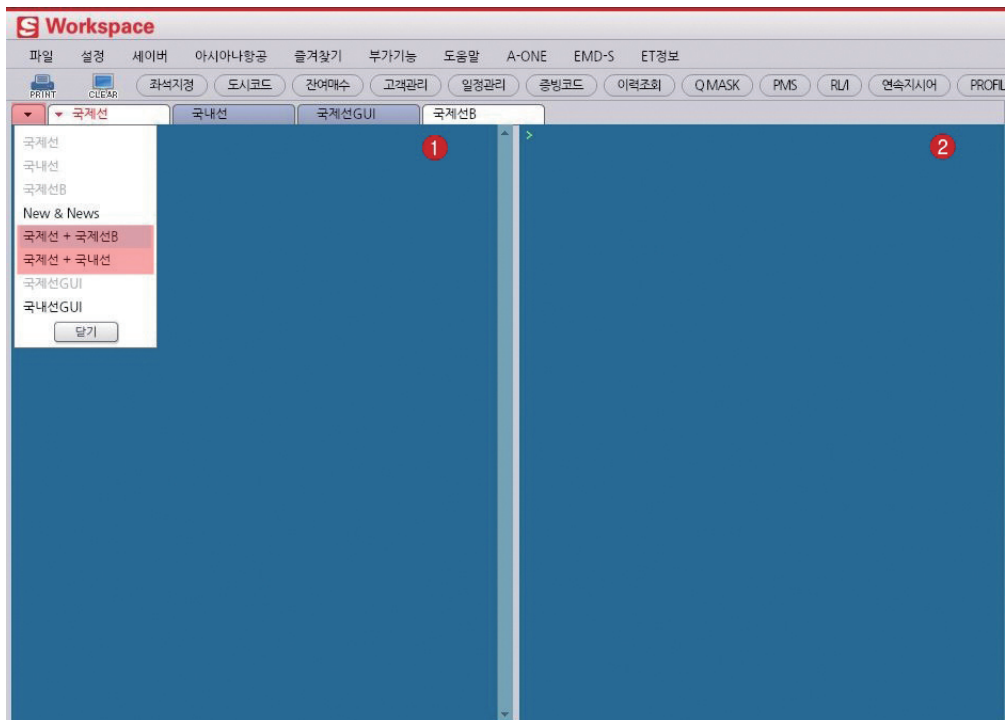 S Workspace
파일 설정 세이버 아시아나항공 즐겨찾기 부가기능 도움말 A-ONE EMD-S ET정보
PRINT CLEAR 좌석지정 도시코드 잔여매수 고객관리 일정관리 증빙코드 이력조회 Q MASK PMS RL/I 연속지시어 PROFIL
국제선 국내선 국제선GUI 국제선B
국제선
국내선
국제선B
New & News
국제선 + 국제선B
국제선 + 국내선
국제선GUI
국내선GUI
닫기
1
> 2